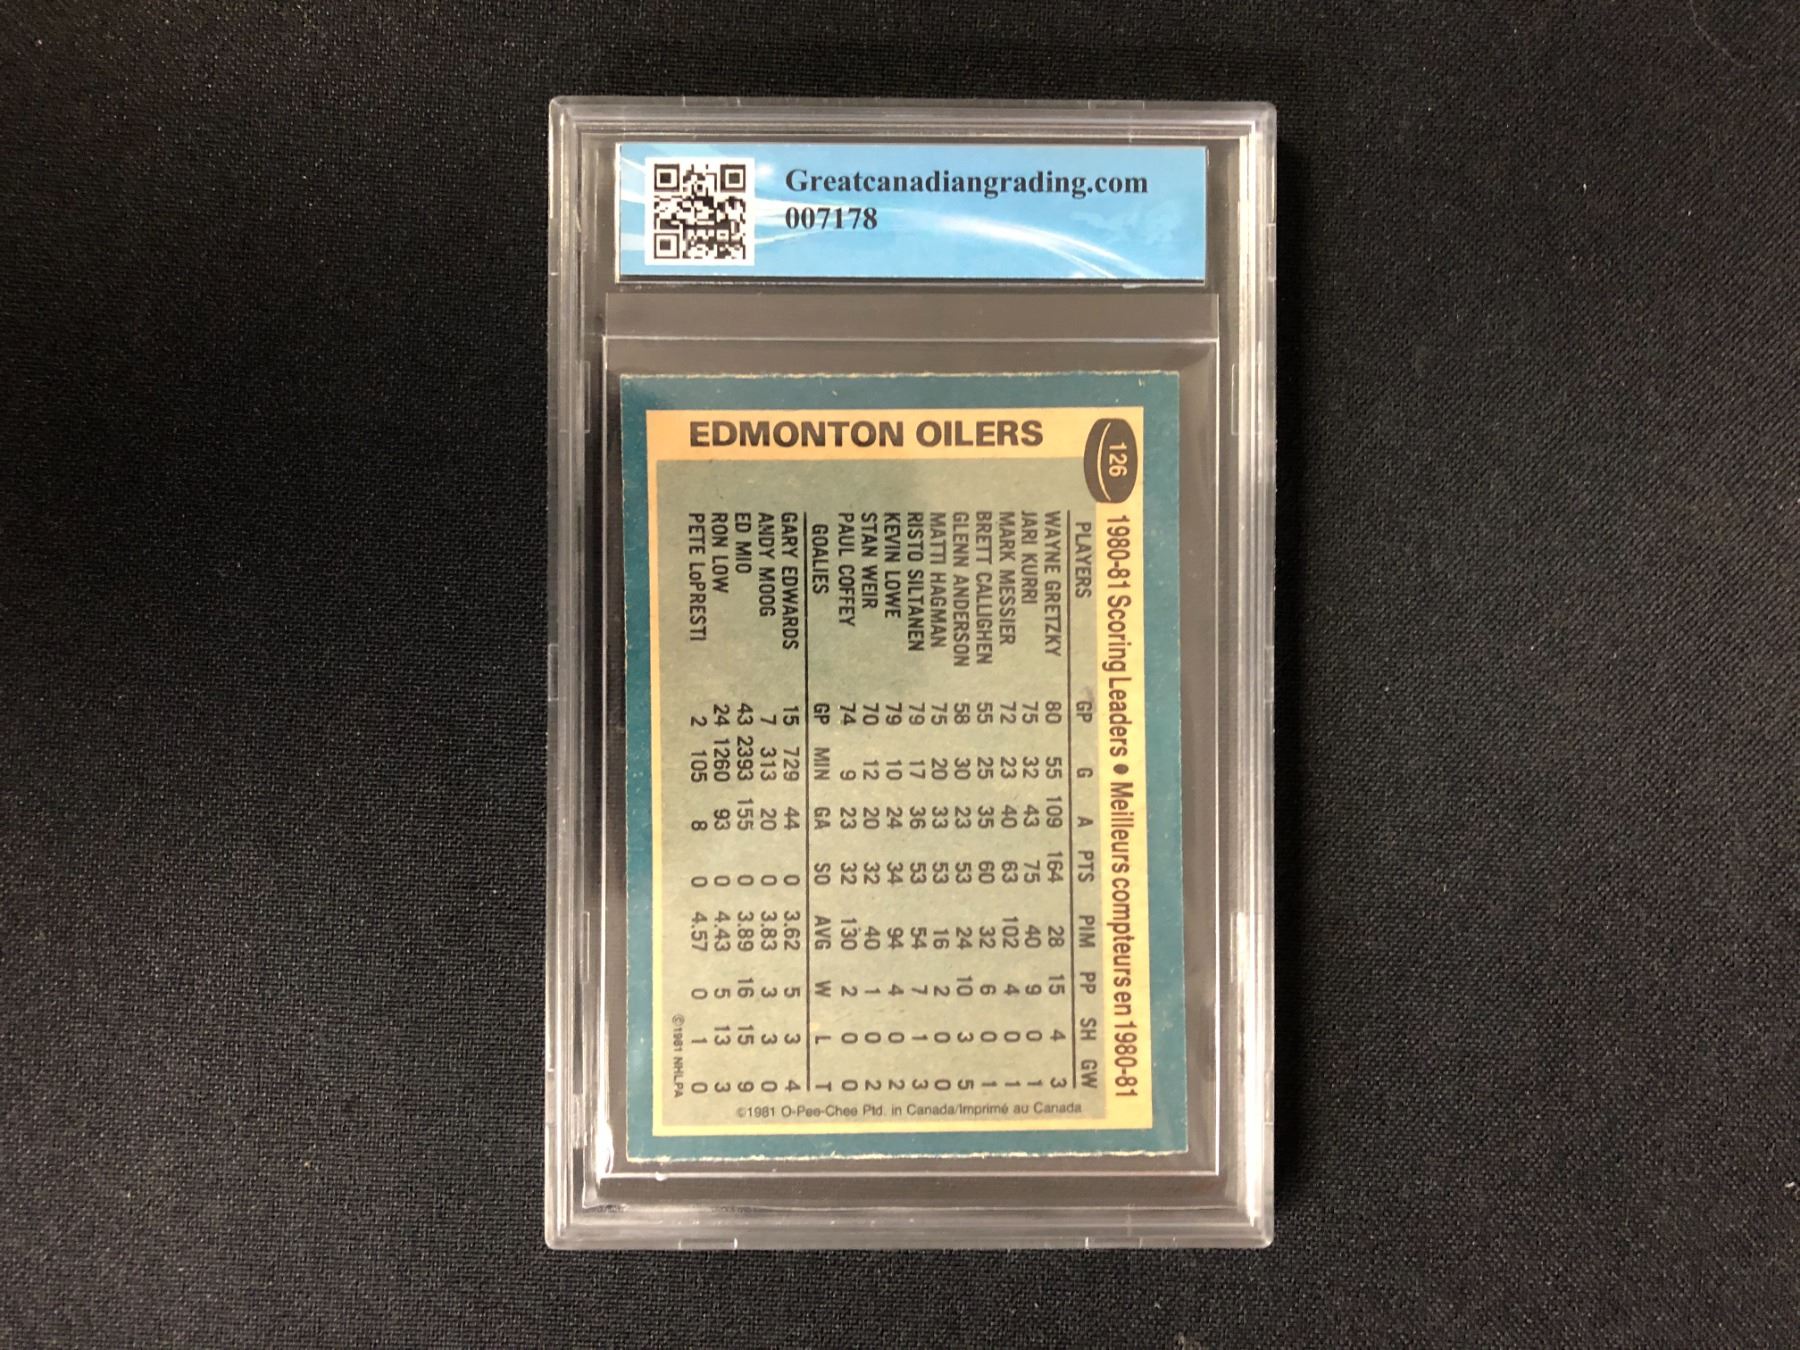 Greatcanadiangrading.com
007178
EDMONTON OILERS
126
1980-81 Scoring Leaders • Meilleurs compteurs en 1980-81
PLAYERS GP G A PTS PIM PP SH GW
WAYNE GRETZKY 80 55 109 164 28 15 4 3
JARI KURRI 75 32 43 75 40 9 0 1
MARK MESSIER 72 23 40 63 102 4 0 1
BRETT CALLIGHEN 55 25 35 60 32 6 0 1
GLENN ANDERSON 58 30 23 53 24 10 3 5
MATTI HAGMAN 75 20 33 53 16 2 0 0
RISTO SILTANEN 79 17 36 53 54 7 1 3
KEVIN LOWE 79 10 24 34 94 4 0 2
STAN WEIR 70 12 20 32 40 1 0 2
PAUL COFFEY 74 9 23 32 130 2 0 0
GOALIES GP MIN GA SO AVG W L T
GARY EDWARDS 15 729 44 0 3.62 5 3 4
ANDY MOOG 7 313 20 0 3.83 3 3 0
ED MIO 43 2393 155 0 3.89 16 15 9
RON LOW 24 1260 93 0 4.43 5 13 3
PETE LoPRESTI 2 105 8 0 4.57 0 1 0
©1981 NHLPA
©1981 O-Pee-Chee Ptd. in Canada/Imprimé au Canada